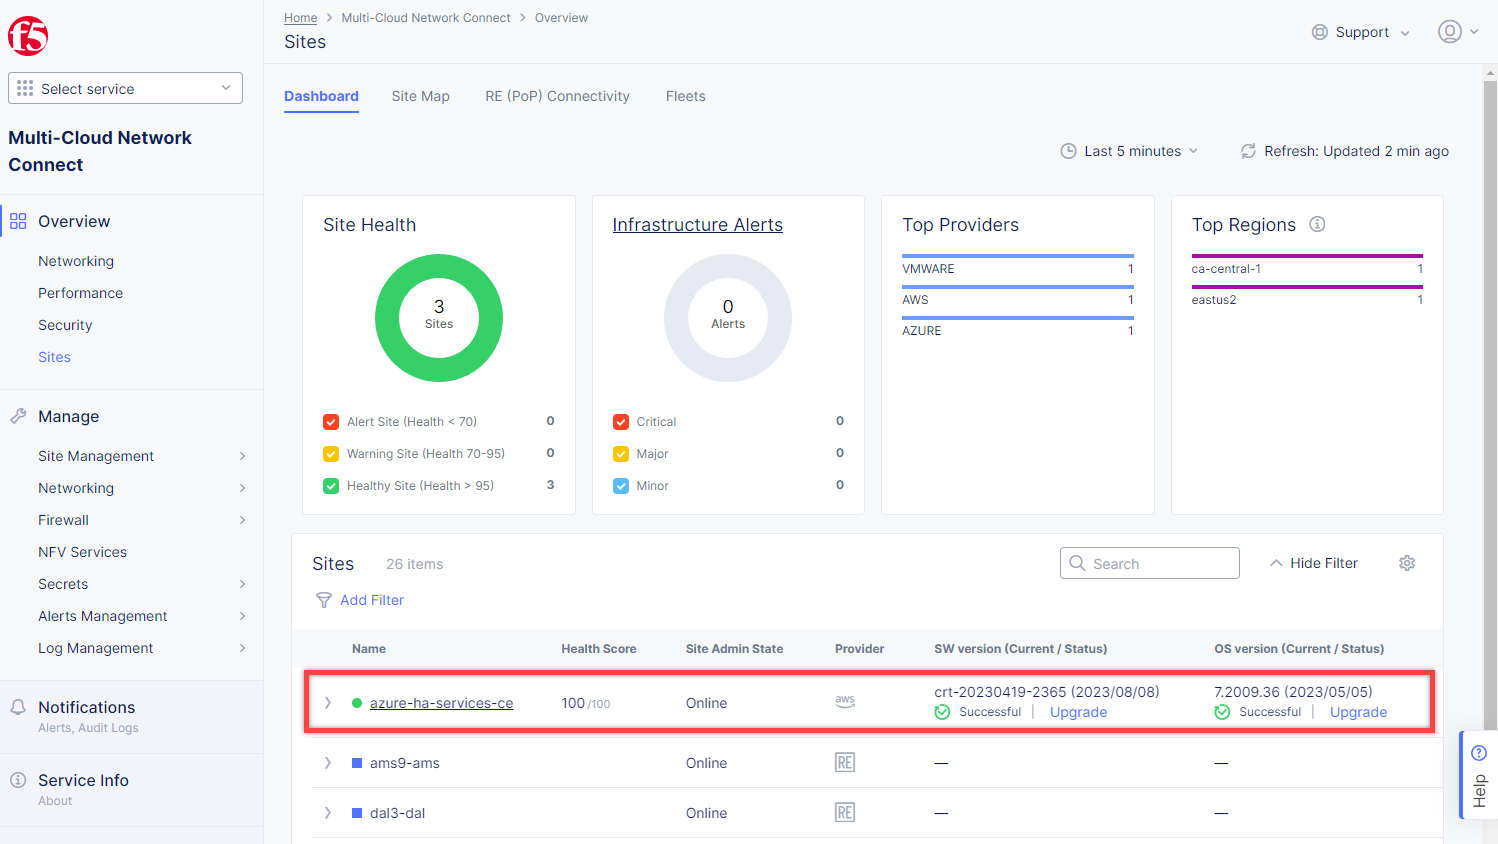 f5
Home > Multi-Cloud Network Connect > Overview
Sites
Support
Select service
Multi-Cloud Network
Connect
Overview
Networking
Performance
Security
Sites
Manage
Site Management
Networking
Firewall
NFV Services
Secrets
Alerts Management
Log Management
Notifications
Alerts, Audit Logs
Service Info
About
Dashboard Site Map RE (PoP) Connectivity Fleets
Last 5 minutes Refresh: Updated 2 min ago
Site Health
3
Sites
Alert Site (Health < 70) 0
Warning Site (Health 70-95) 0
Healthy Site (Health > 95) 3
Infrastructure Alerts
0
Alerts
Critical 0
Major 0
Minor 0
Top Providers
VMWARE 1
AWS 1
AZURE 1
Top Regions
ca-central-1 1
eastus2 1
Sites 26 items Search Hide Filter
Add Filter
Name Health Score Site Admin State Provider SW version (Current / Status) OS version (Current / Status)
azure-ha-services-ce 100 /100 Online aws crt-20230419-2365 (2023/08/08) 7.2009.36 (2023/05/05)
Successful | Upgrade Successful | Upgrade
ams9-ams Online RE — —
dal3-dal Online RE — —
Help